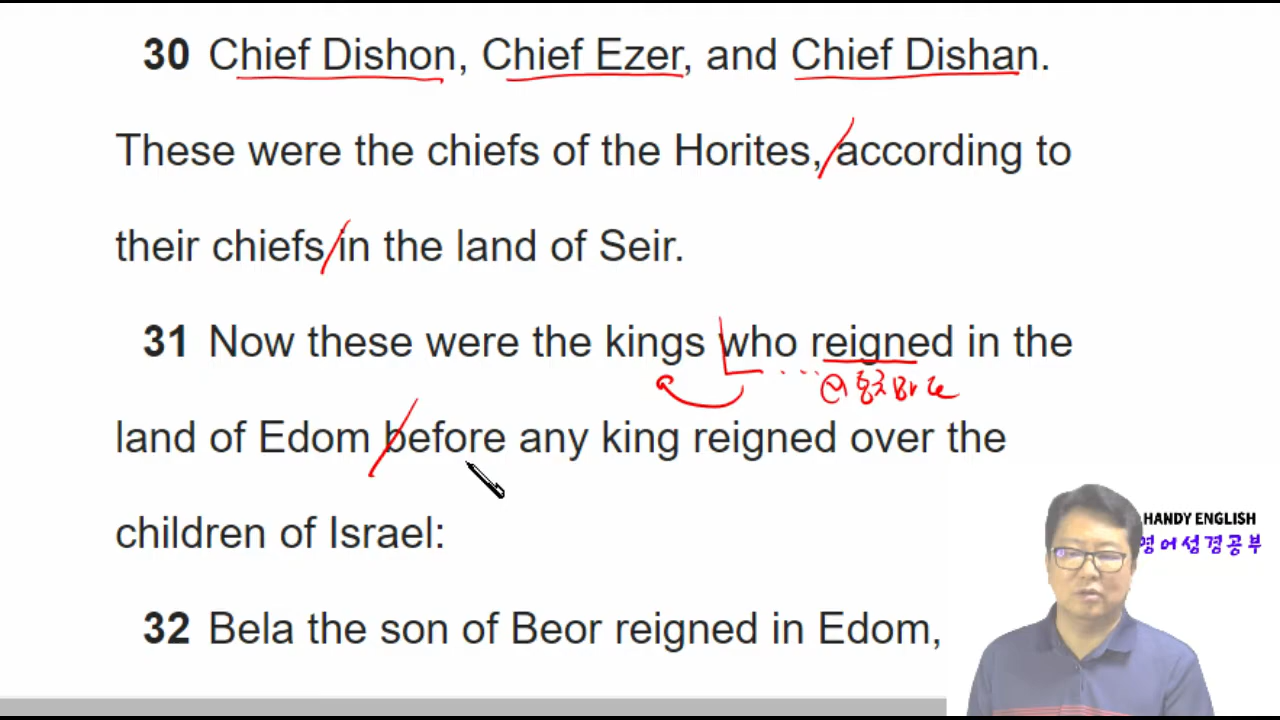 30 Chief Dishon, Chief Ezer, and Chief Dishan.
These were the chiefs of the Horites, according to
their chiefs in the land of Seir.
31 Now these were the kings who reigned in the
land of Edom before any king reigned over the
children of Israel:
32 Bela the son of Beor reigned in Edom,
HANDY ENGLISH
영어성경공부